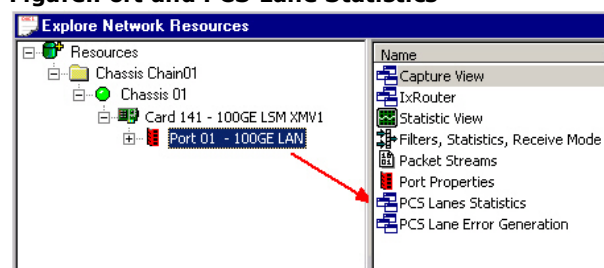 Figure:Port and PCS Lane Statistics
Explore Network Resources
Resources
Chassis Chain01
Chassis 01
Card 141 - 100GE LSM XMV1
Port 01 - 100GE LAN
Name
Capture View
IxRouter
Statistic View
Filters, Statistics, Receive Mode
Packet Streams
Port Properties
PCS Lanes Statistics
PCS Lane Error Generation